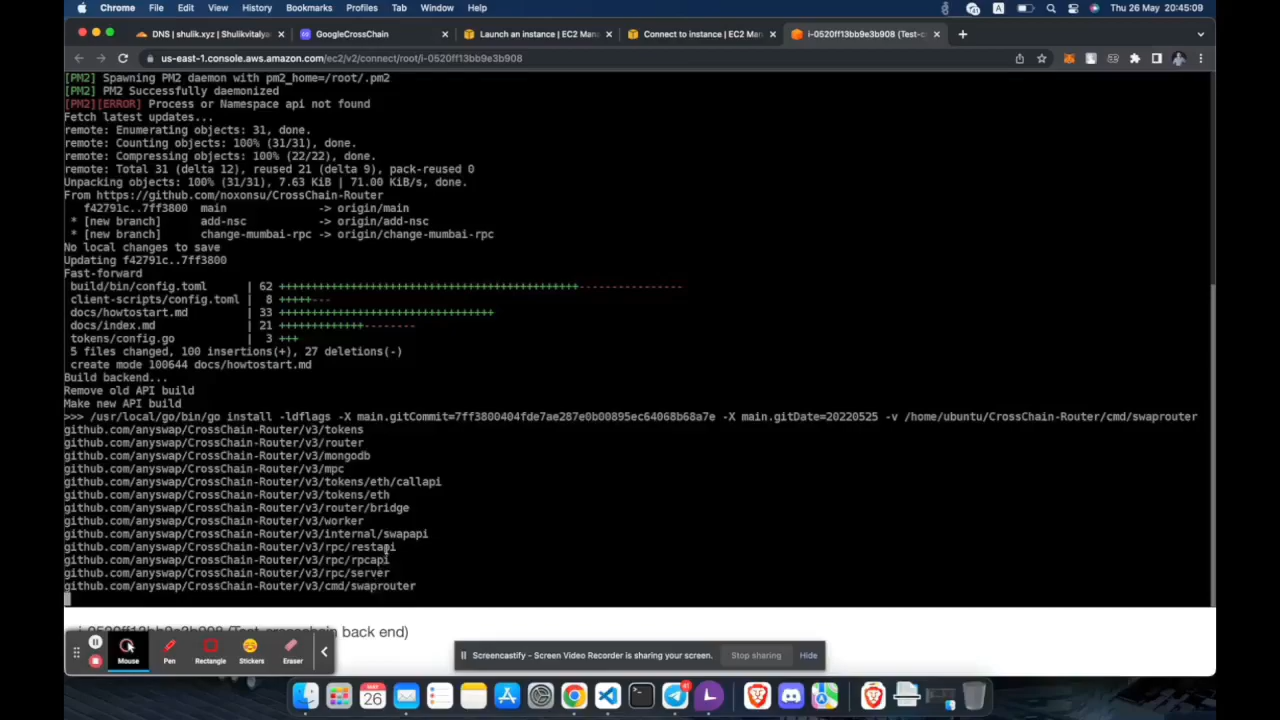 Chrome File Edit View History Bookmarks Profiles Tab Window Help A Thu 26 May 20:45:09
DNS | shulik.xyz | Shulikvitalya GoogleCrossChain Launch an instance | EC2 Man Connect to instance | EC2 Man i-0520ff13bb9e3b908 (Test-c
us-east-1.console.aws.amazon.com/ec2/v2/connect/root/i-0520ff13bb9e3b908
[PM2] Spawning PM2 daemon with pm2_home=/root/.pm2
[PM2] PM2 Successfully daemonized
[PM2][ERROR] Process or Namespace api not found
Fetch latest updates...
remote: Enumerating objects: 31, done.
remote: Counting objects: 100% (31/31), done.
remote: Compressing objects: 100% (22/22), done.
remote: Total 31 (delta 12), reused 21 (delta 9), pack-reused 0
Unpacking objects: 100% (31/31), 7.63 KiB | 71.00 KiB/s, done.
From https://github.com/noxonsu/CrossChain-Router
f42791c..7ff3800 main -> origin/main
* [new branch] add-nsc -> origin/add-nsc
* [new branch] change-mumbai-rpc -> origin/change-mumbai-rpc
No local changes to save
Updating f42791c..7ff3800
Fast-forward
build/bin/config.toml | 62 ++++++++++++++++++++++++++++++++++++++++++++++----------------
client-scripts/config.toml | 8 +++++---
docs/howtostart.md | 33 +++++++++++++++++++++++++++++++++
docs/index.md | 21 +++++++++++++--------
tokens/config.go | 3 +++
5 files changed, 100 insertions(+), 27 deletions(-)
create mode 100644 docs/howtostart.md
Build backend...
Remove old API build
Make new API build
>>> /usr/local/go/bin/go install -ldflags -X main.gitCommit=7ff3800404fde7ae287e0b00895ec64068b68a7e -X main.gitDate=20220525 -v /home/ubuntu/CrossChain-Router/cmd/swaprouter
github.com/anyswap/CrossChain-Router/v3/tokens
github.com/anyswap/CrossChain-Router/v3/router
github.com/anyswap/CrossChain-Router/v3/mongodb
github.com/anyswap/CrossChain-Router/v3/mpc
github.com/anyswap/CrossChain-Router/v3/tokens/eth/callapi
github.com/anyswap/CrossChain-Router/v3/tokens/eth
github.com/anyswap/CrossChain-Router/v3/router/bridge
github.com/anyswap/CrossChain-Router/v3/worker
github.com/anyswap/CrossChain-Router/v3/internal/swapapi
github.com/anyswap/CrossChain-Router/v3/rpc/restapi
github.com/anyswap/CrossChain-Router/v3/rpc/rpcapi
github.com/anyswap/CrossChain-Router/v3/rpc/server
github.com/anyswap/CrossChain-Router/v3/cmd/swaprouter
back end)
Mouse Pen Rectangle Stickers Eraser
Screencastify - Screen Video Recorder is sharing your screen. Stop sharing Hide
MAY
26